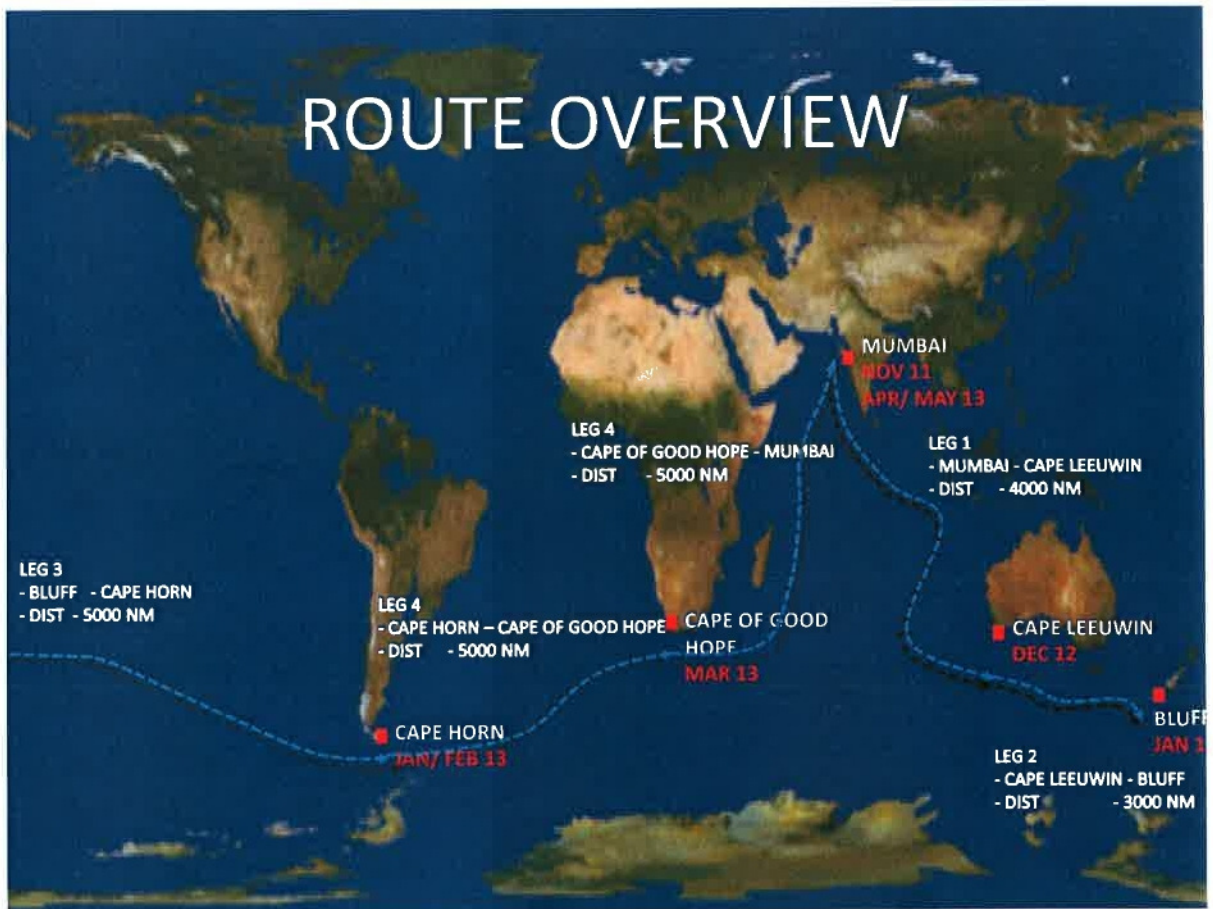 ROUTE OVERVIEW
MUMBAI
NOV 11
APR/ MAY 13
LEG 4
- CAPE OF GOOD HOPE - MUMBAI
- DIST - 5000 NM
LEG 1
- MUMBAI - CAPE LEEUWIN
- DIST - 4000 NM
LEG 3
- BLUFF - CAPE HORN
- DIST - 5000 NM
LEG 4
- CAPE HORN – CAPE OF GOOD HOPE
- DIST - 5000 NM
CAPE OF GOOD
HOPE
MAR 13
CAPE LEEUWIN
DEC 12
CAPE HORN
JAN/ FEB 13
BLUFF
JAN 1
LEG 2
- CAPE LEEUWIN - BLUFF
- DIST - 3000 NM